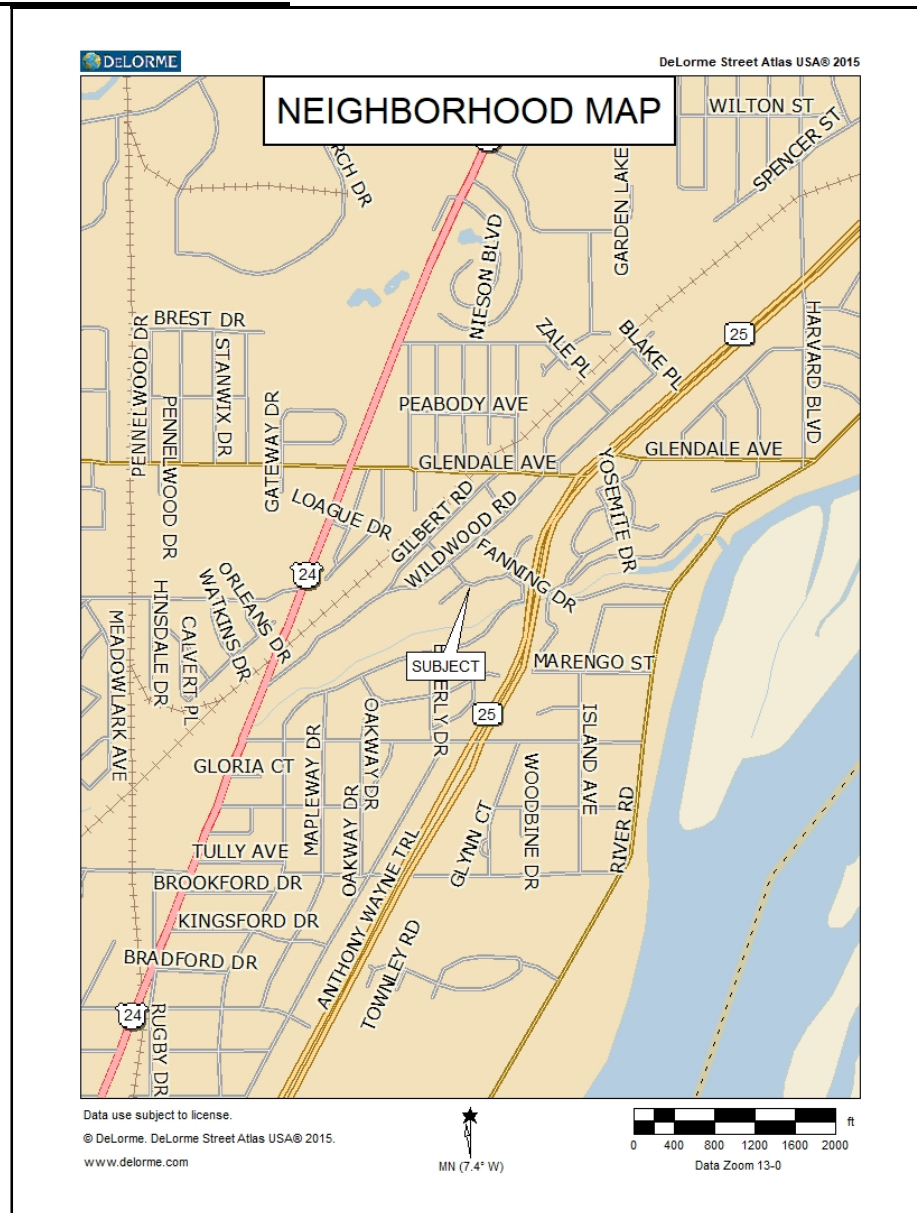 DELORME
DeLorme Street Atlas USA® 2015
NEIGHBORHOOD MAP
WILTON ST
SPENCER ST
RCH DR
GARDEN LAKE
NIESON BLVD
BREST DR
ZALE PL
BLAKE PL
25
HARVARD BLVD
PENNELWOOD DR
STANWIX DR
PENNELWOOD DR
GATEWAY DR
PEABODY AVE
GLENDALE AVE
GLENDALE AVE
YOSEMITE DR
LOAGUE DR
GILBERT RD
WILDWOOD RD
FANNING DR
24
ORLEANS DR
WATKINS DR
HINSDALE DR
CALVERT PL
MEADOWLARK AVE
SUBJECT
MARENGO ST
ERLY DR
25
OAKWAY DR
MAPLEWAY DR
ISLAND AVE
GLORIA CT
WOODBINE DR
OAKWAY DR
GLYNN CT
RIVER RD
TULLY AVE
BROOKFORD DR
KINGSFORD DR
ANTHONY WAYNE TRL
TOWNLEY RD
BRADFORD DR
24
RUGBY DR
Data use subject to license.
© DeLorme. DeLorme Street Atlas USA® 2015.
www.delorme.com
MN (7.4° W)
ft
0 400 800 1200 1600 2000
Data Zoom 13-0